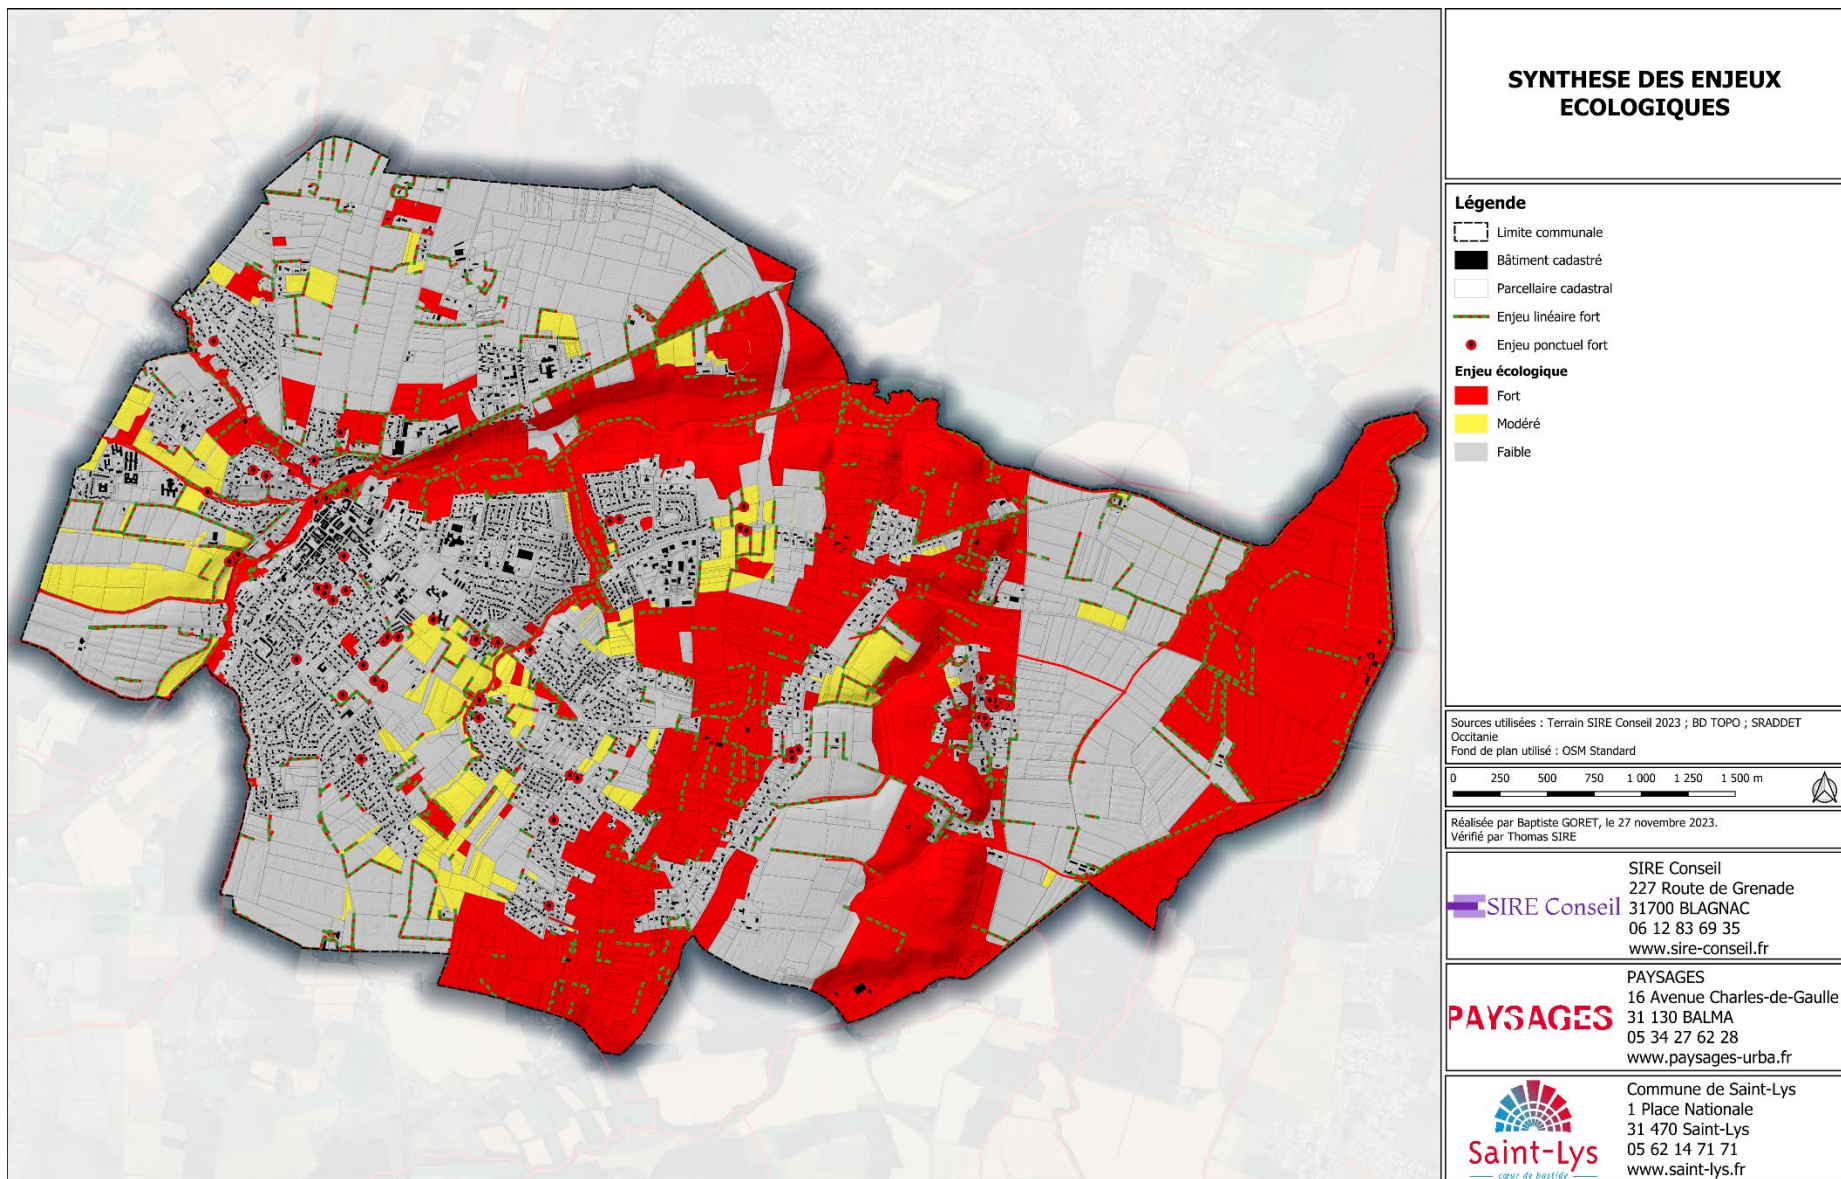 SYNTHESE DES ENJEUX
ECOLOGIQUES
Légende
Limite communale
Bâtiment cadastré
Parcellaire cadastral
Enjeu linéaire fort
Enjeu ponctuel fort
Enjeu écologique
Fort
Modéré
Faible
Sources utilisées : Terrain SIRE Conseil 2023 ; BD TOPO ; SRADDET
Occitanie
Fond de plan utilisé : OSM Standard
0 250 500 750 1 000 1 250 1 500 m
Réalisée par Baptiste GORET, le 27 novembre 2023.
Vérifié par Thomas SIRE
SIRE Conseil
SIRE Conseil
227 Route de Grenade
31700 BLAGNAC
06 12 83 69 35
www.sire-conseil.fr
PAYSAGES
PAYSAGES
16 Avenue Charles-de-Gaulle
31 130 BALMA
05 34 27 62 28
www.paysages-urba.fr
Saint-Lys
cœur de bastide
Commune de Saint-Lys
1 Place Nationale
31 470 Saint-Lys
05 62 14 71 71
www.saint-lys.fr